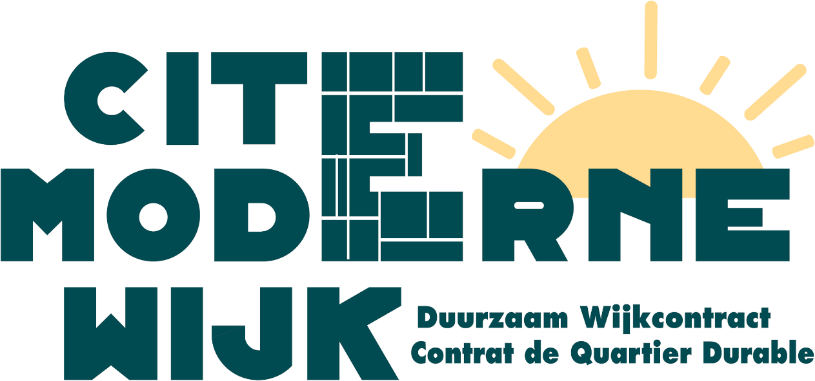 CITE
MODERNE
WIJK
Duurzaam Wijkcontract
Contrat de Quartier Durable